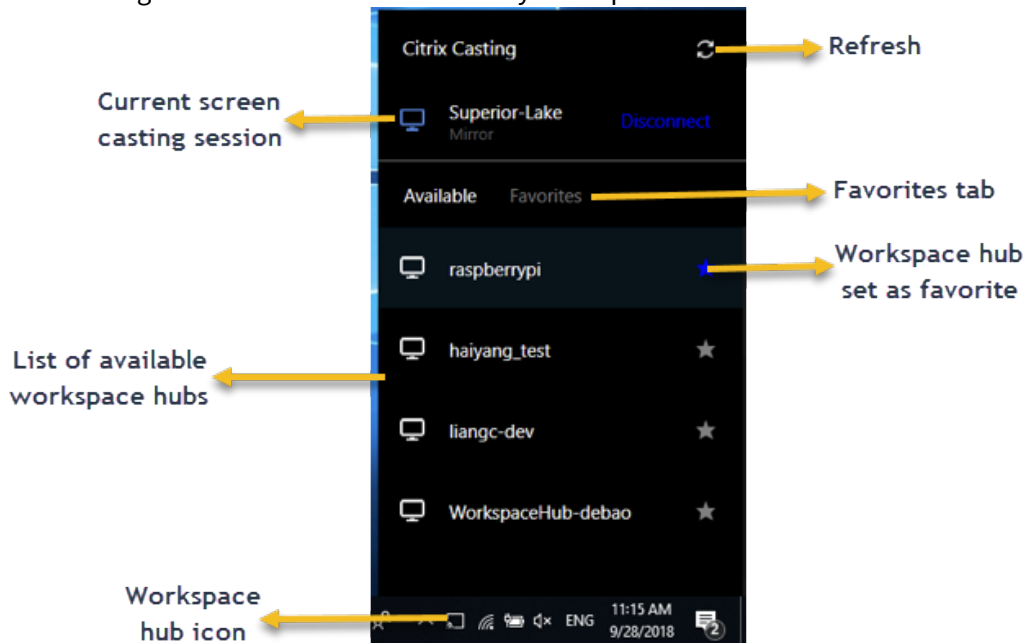 Citrix Casting
Refresh
Current screen
casting session
Superior-Lake
Mirror
Disconnect
Available
Favorites
Favorites tab
raspberrypi
Workspace hub
set as favorite
haiyang_test
List of available
workspace hubs
liangc-dev
WorkspaceHub-debao
Workspace
hub icon
ENG
11:15 AM
9/28/2018
2